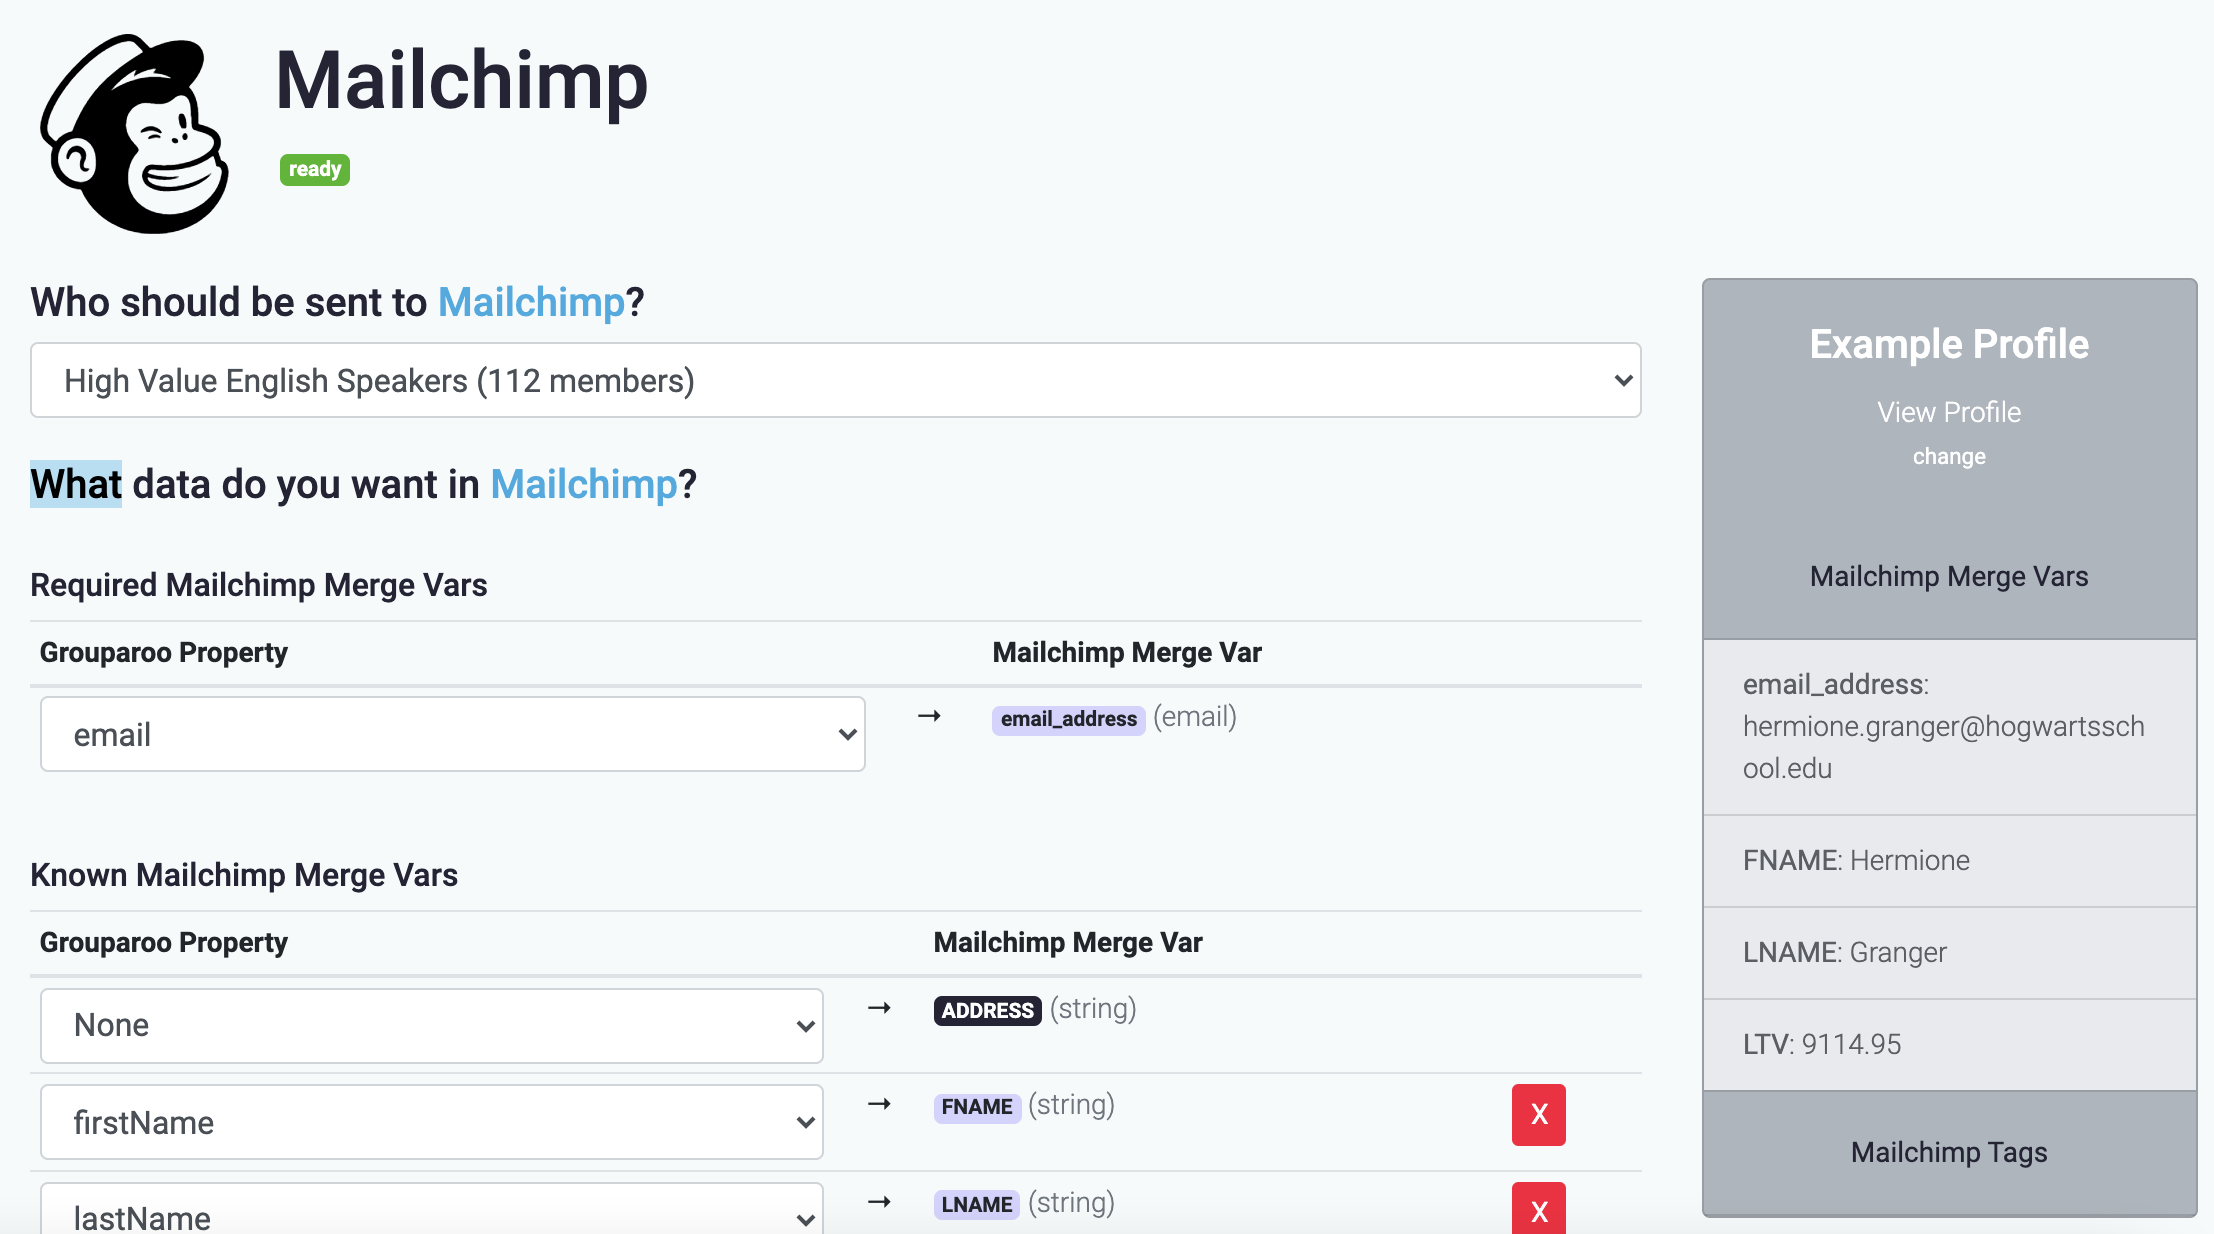 Mailchimp
ready
Who should be sent to Mailchimp?
High Value English Speakers (112 members)
What data do you want in Mailchimp?
Required Mailchimp Merge Vars
Grouparoo Property Mailchimp Merge Var
email → email_address (email)
Known Mailchimp Merge Vars
Grouparoo Property Mailchimp Merge Var
None → ADDRESS (string)
firstName → FNAME (string) X
lastName → LNAME (string) X
Example Profile
View Profile
change
Mailchimp Merge Vars
email_address:
hermione.granger@hogwartssch
ool.edu
FNAME: Hermione
LNAME: Granger
LTV: 9114.95
Mailchimp Tags